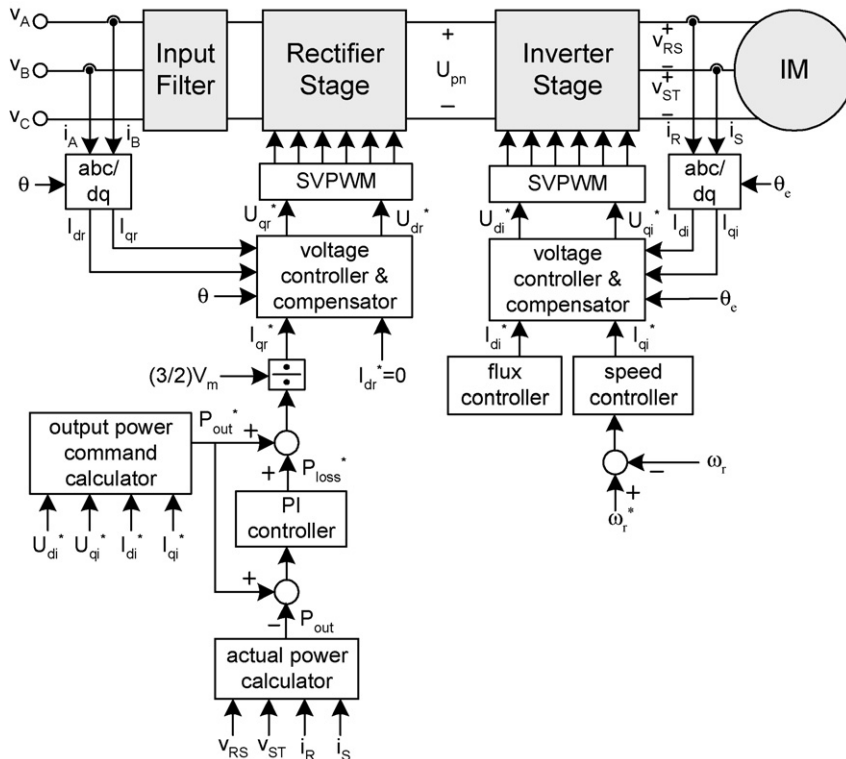 v_A
v_B
v_C
Input Filter
Rectifier Stage
+
U_pn
−
Inverter Stage
+
v_RS
−
+
v_ST
−
IM
i_A
i_B
i_R
i_S
θ
abc/dq
SVPWM
SVPWM
abc/dq
θ_e
I_dr
I_qr
U_qr*
U_dr*
U_di*
U_qi*
I_di
I_qi
θ
voltage controller & compensator
voltage controller & compensator
θ_e
I_qr*
I_dr*=0
I_di*
I_qi*
(3/2)V_m
÷
flux controller
speed controller
output power command calculator
P_out*
+
+
P_loss*
−
ω_r
+
ω_r*
U_di*
U_qi*
I_di*
I_qi*
PI controller
+
−
P_out
actual power calculator
v_RS
v_ST
i_R
i_S